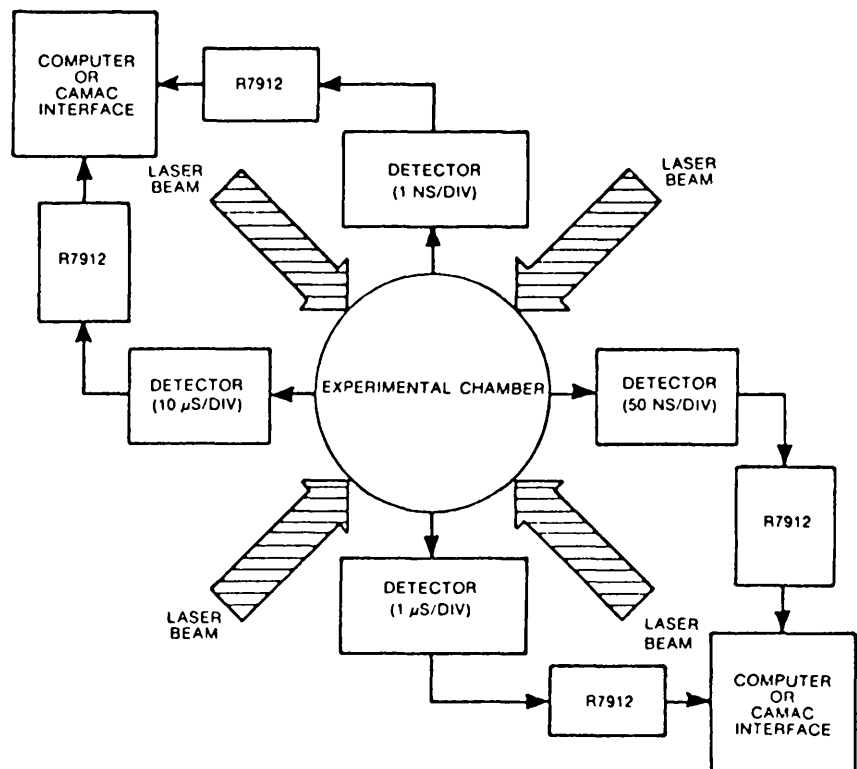 COMPUTER
OR
CAMAC
INTERFACE
R7912
LASER
BEAM
DETECTOR
(1 NS/DIV)
LASER
BEAM
R7912
DETECTOR
(10 µS/DIV)
EXPERIMENTAL CHAMBER
DETECTOR
(50 NS/DIV)
R7912
DETECTOR
(1 µS/DIV)
LASER
BEAM
LASER
BEAM
R7912
COMPUTER
OR
CAMAC
INTERFACE